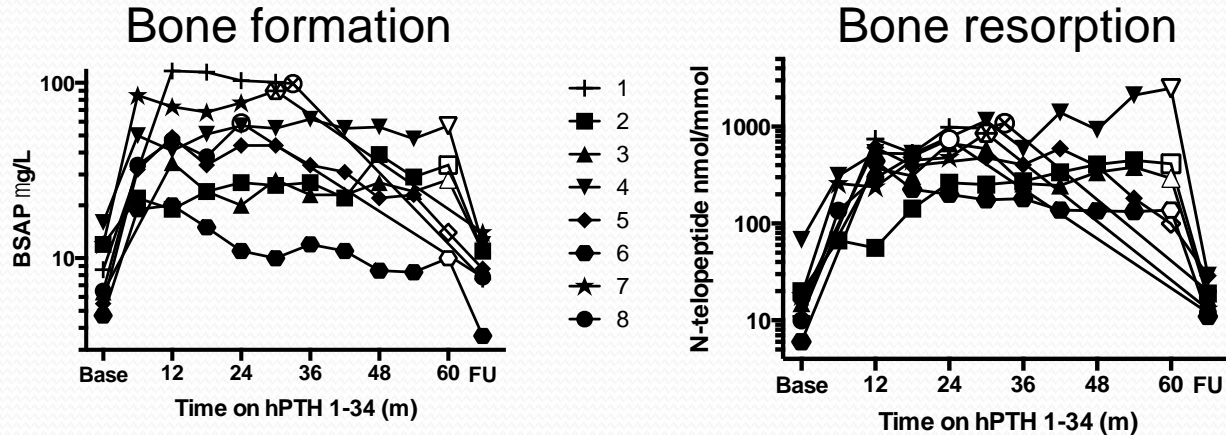 Bone formation
Bone resorption
BSAP mg/L
100
10
Base 12 24 36 48 60 FU
Time on hPTH 1-34 (m)
1
2
3
4
5
6
7
8
N-telopeptide nmol/mmol
1000
100
10
Base 12 24 36 48 60 FU
Time on hPTH 1-34 (m)